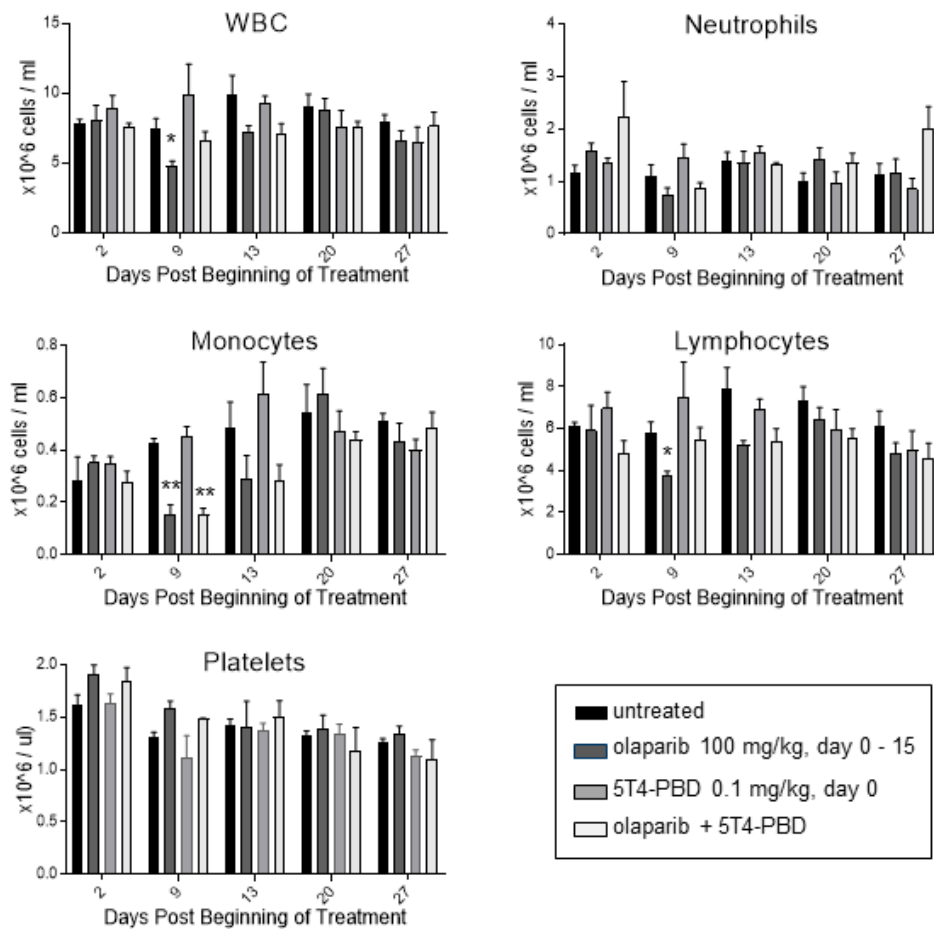 WBC
x10^6 cells / ml
15
10
5
0
*
2 9 13 20 27
Days Post Beginning of Treatment
Neutrophils
x10^6 cells / ml
4
3
2
1
0
2 9 13 20 27
Days Post Beginning of Treatment
Monocytes
x10^6 cells / ml
0.8
0.6
0.4
0.2
0.0
** **
2 9 13 20 27
Days Post Beginning of Treatment
Lymphocytes
x10^6 cells / ml
10
8
6
4
2
0
*
2 9 13 20 27
Days Post Beginning of Treatment
Platelets
x10^6 / ul)
2.0
1.5
1.0
0.5
0.0
2 9 13 20 27
Days Post Beginning of Treatment
untreated
olaparib 100 mg/kg, day 0 - 15
5T4-PBD 0.1 mg/kg, day 0
olaparib + 5T4-PBD